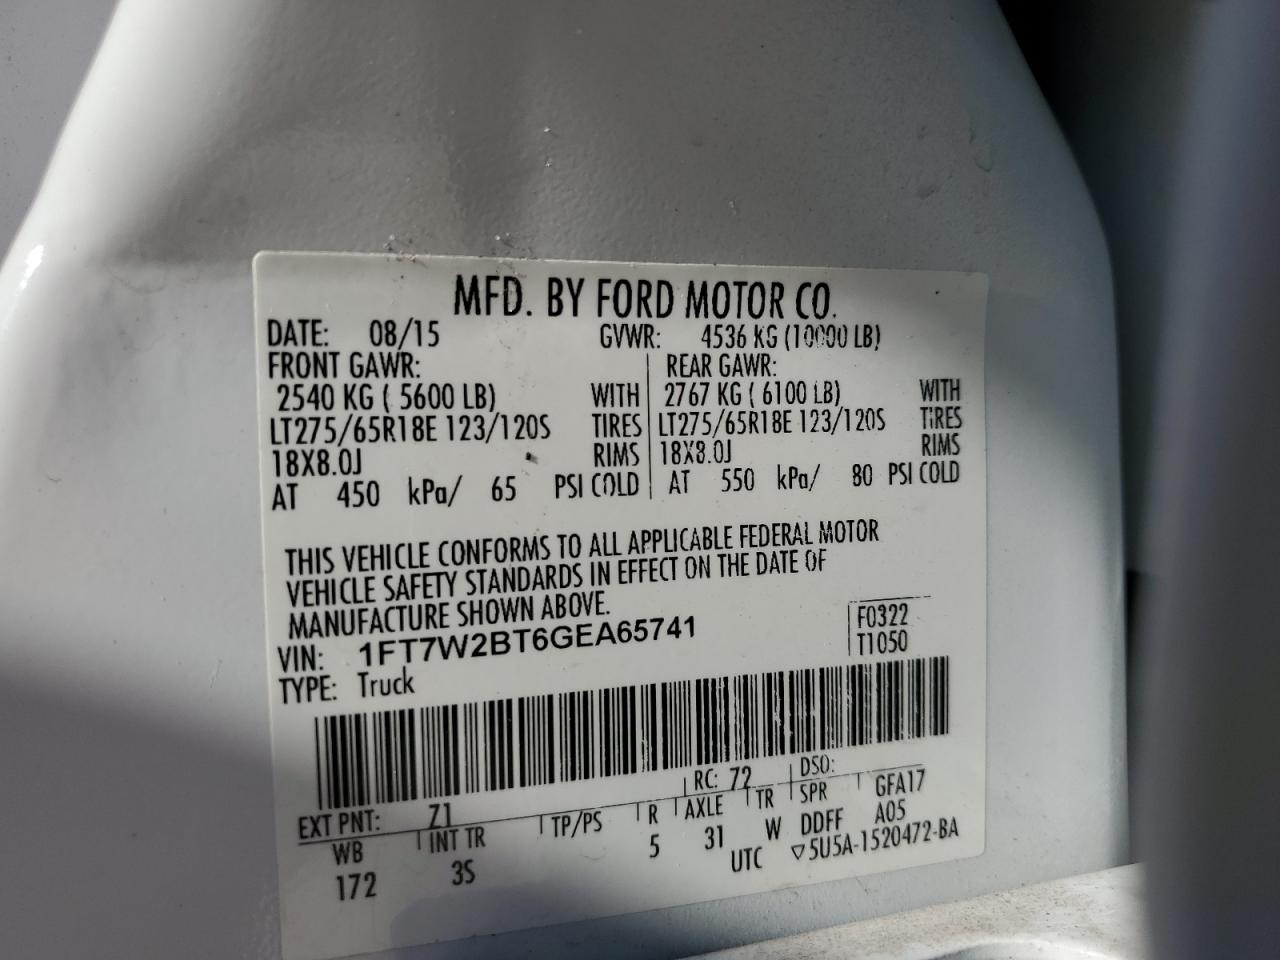 MFD. BY FORD MOTOR CO.
DATE: 08/15 GVWR: 4536 KG (10000 LB)
FRONT GAWR: REAR GAWR:
2540 KG ( 5600 LB) WITH 2767 KG ( 6100 LB) WITH
LT275/65R18E 123/120S TIRES LT275/65R18E 123/120S TIRES
18X8.0J RIMS 18X8.0J RIMS
AT 450 kPa/ 65 PSI COLD AT 550 kPa/ 80 PSI COLD
THIS VEHICLE CONFORMS TO ALL APPLICABLE FEDERAL MOTOR
VEHICLE SAFETY STANDARDS IN EFFECT ON THE DATE OF
MANUFACTURE SHOWN ABOVE.
VIN: 1FT7W2BT6GEA65741 F0322
TYPE: Truck T1050
EXT PNT: Z1 RC: 72 DSO:
WB INT TR TP/PS R AXLE TR SPR GFA17
172 3S 5 31 W DDFF A05
UTC ▽5U5A-1520472-BA